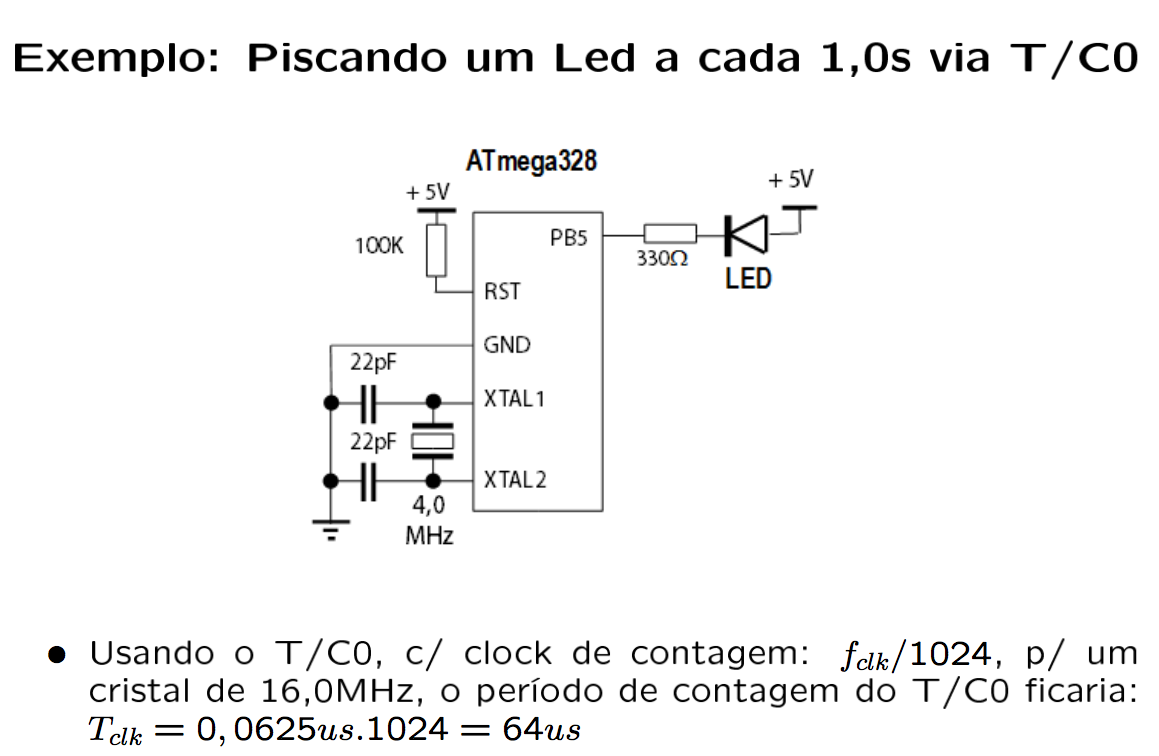 Exemplo: Piscando um Led a cada 1,0s via T/C0
ATmega328
+ 5V
+ 5V
100K
PB5
330Ω
LED
RST
GND
22pF
XTAL1
22pF
XTAL2
4,0
MHz
• Usando o T/C0, c/ clock de contagem: f_clk/1024, p/ um
cristal de 16,0MHz, o período de contagem do T/C0 ficaria:
T_clk = 0,0625us.1024 = 64us